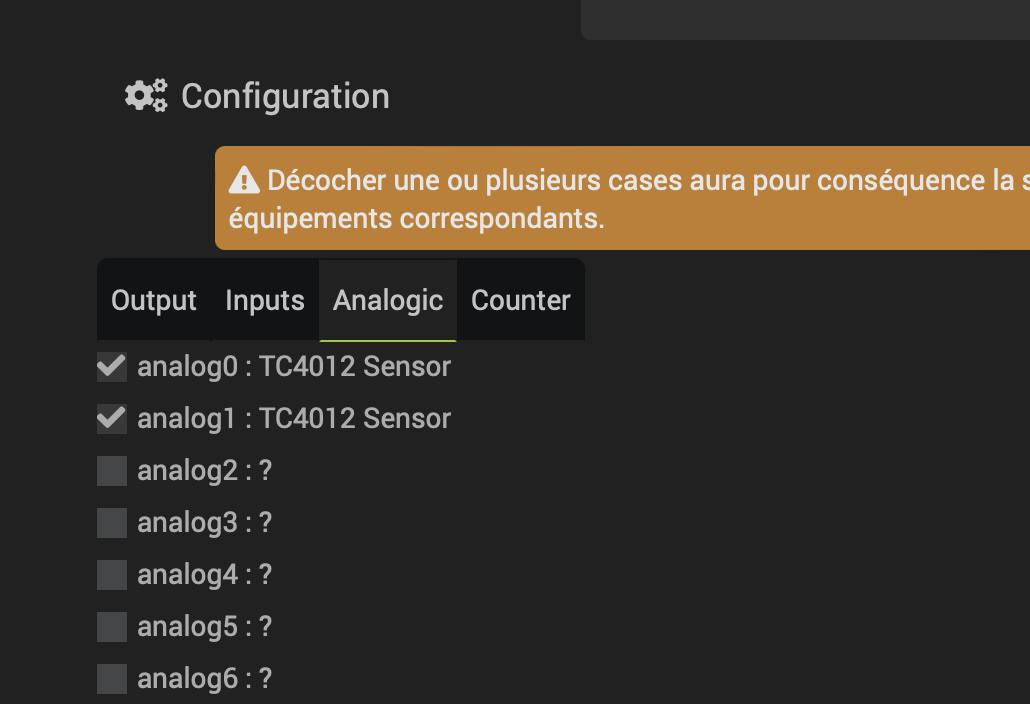 Configuration
Décocher une ou plusieurs cases aura pour conséquence la
équipements correspondants.
Output Inputs Analogic Counter
analog0 : TC4012 Sensor
analog1 : TC4012 Sensor
analog2 : ?
analog3 : ?
analog4 : ?
analog5 : ?
analog6 : ?